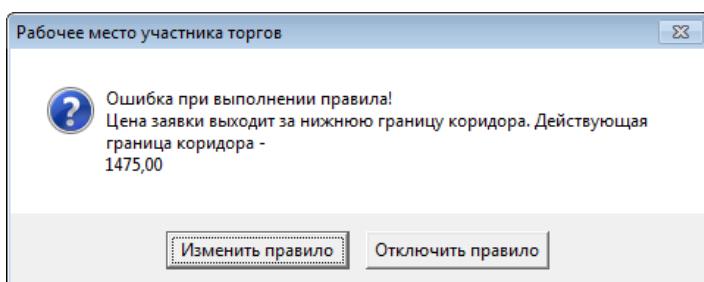 Рабочее место участника торгов
Ошибка при выполнении правила!
Цена заявки выходит за нижнюю границу коридора. Действующая
граница коридора -
1475,00
Изменить правило
Отключить правило